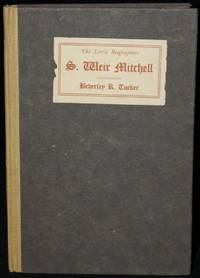 The Little Biographies
S. Weir Mitchell
Beverley R. Tucker